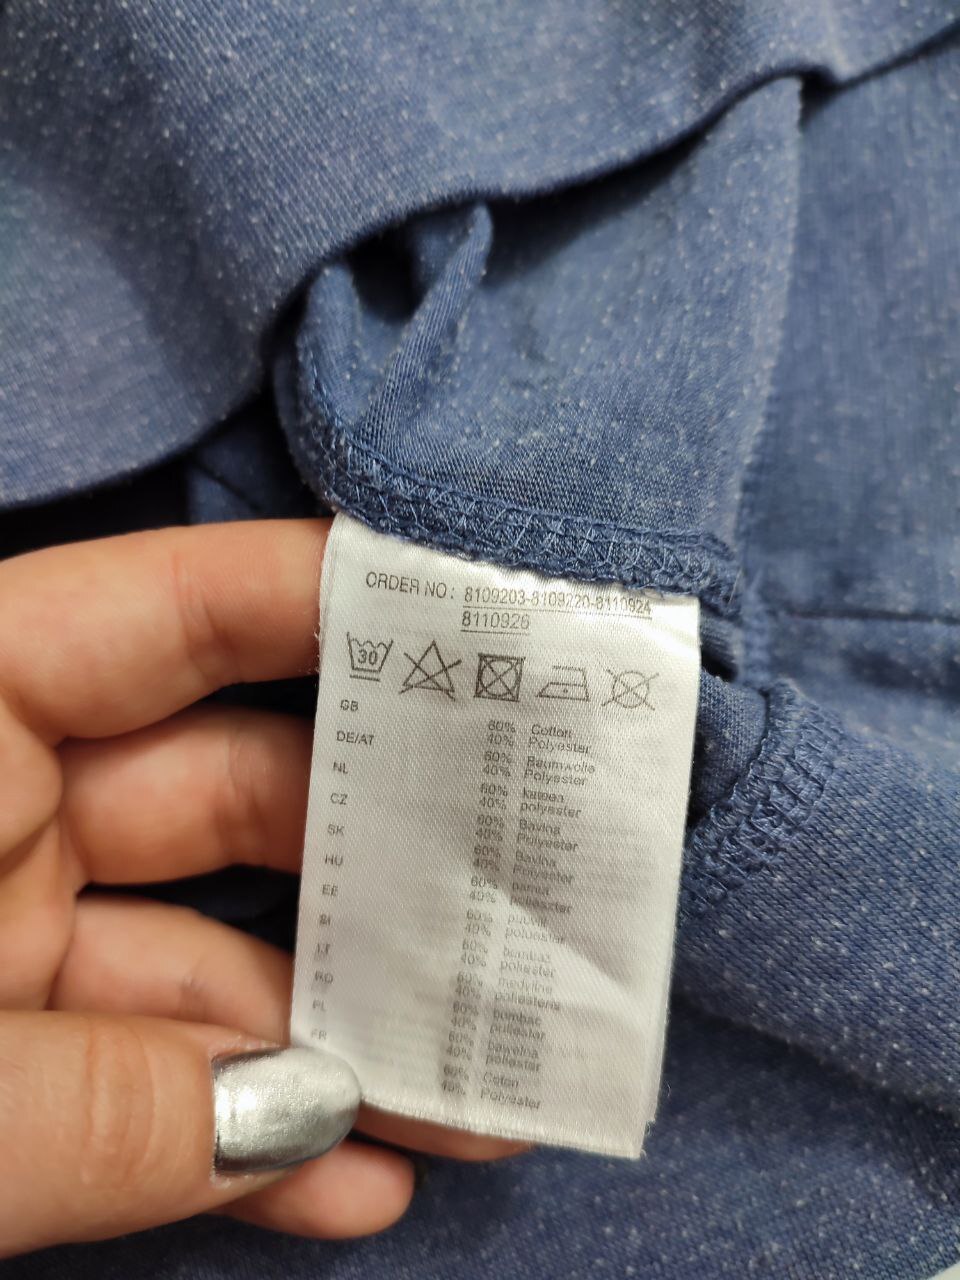 ORDER NO: 8109203-8109220-8110924
8110926
30
GB 60% Cotton
40% Polyester
DE/AT 60% Baumwolle
40% Polyester
NL 60% katoen
40% polyester
CZ 60% Bavlna
40% Polyester
SK 60% Bavlna
40% Polyester
HU 60% pamut
40% poliészter
EE 60% puuvill
40% polüester
SI 60% bombaž
40% poliester
LT 60% medvilnė
40% poliesteris
RO 60% bumbac
40% poliester
PL 60% bawełna
40% poliester
FR 60% Coton
40% Polyester